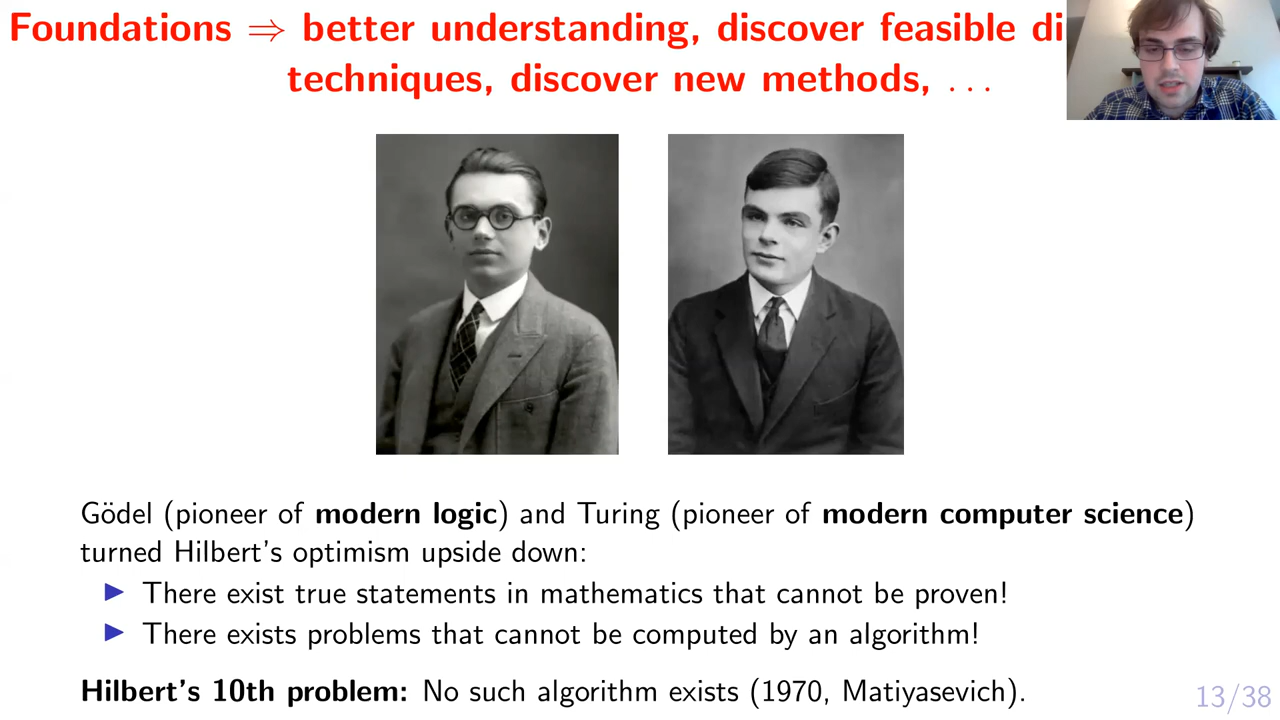 Foundations ⇒ better understanding, discover feasible di
techniques, discover new methods, ...
Gödel (pioneer of modern logic) and Turing (pioneer of modern computer science)
turned Hilbert's optimism upside down:
▶ There exist true statements in mathematics that cannot be proven!
▶ There exists problems that cannot be computed by an algorithm!
Hilbert's 10th problem: No such algorithm exists (1970, Matiyasevich).
13/38